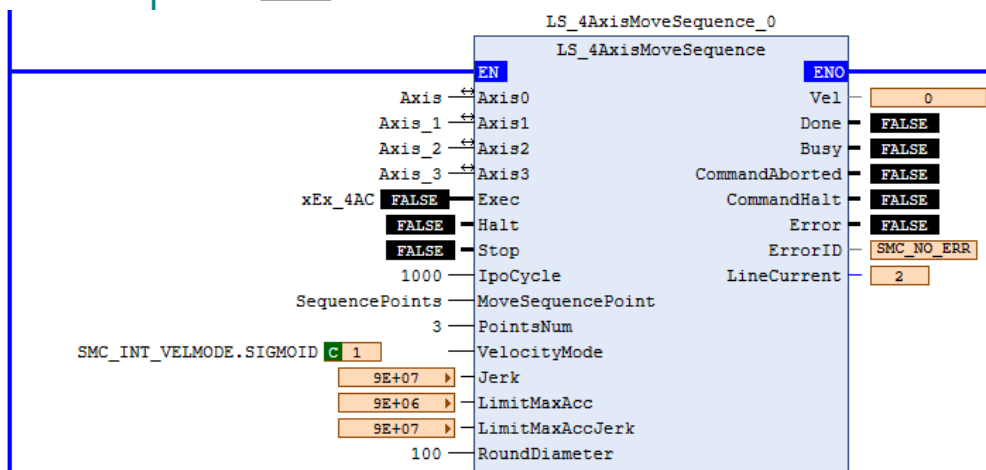 LS_4AxisMoveSequence_0
LS_4AxisMoveSequence
EN ENO
Axis Axis0 Vel 0
Axis_1 Axis1 Done FALSE
Axis_2 Axis2 Busy FALSE
Axis_3 Axis3 CommandAborted FALSE
xEx_4AC FALSE Exec CommandHalt FALSE
FALSE Halt Error FALSE
FALSE Stop ErrorID SMC_NO_ERR
1000 IpoCycle LineCurrent 2
SequencePoints MoveSequencePoint
3 PointsNum
SMC_INT_VELMODE.SIGMOID C 1 VelocityMode
9E+07 Jerk
9E+06 LimitMaxAcc
9E+07 LimitMaxAccJerk
100 RoundDiameter